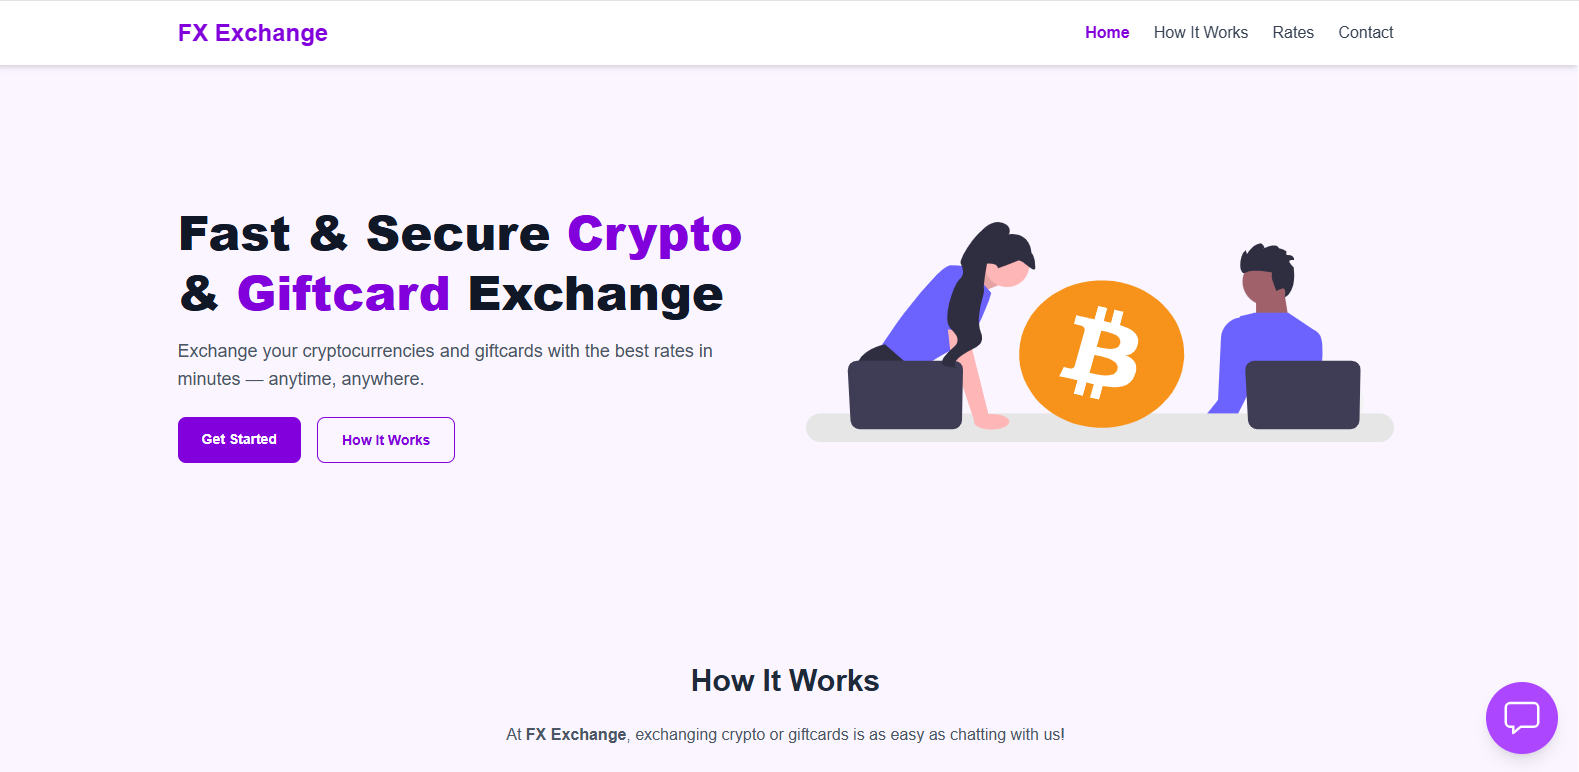 FX Exchange
Home How It Works Rates Contact
Fast & Secure Crypto
& Giftcard Exchange
Exchange your cryptocurrencies and giftcards with the best rates in
minutes — anytime, anywhere.
Get Started How It Works
How It Works
At FX Exchange, exchanging crypto or giftcards is as easy as chatting with us!